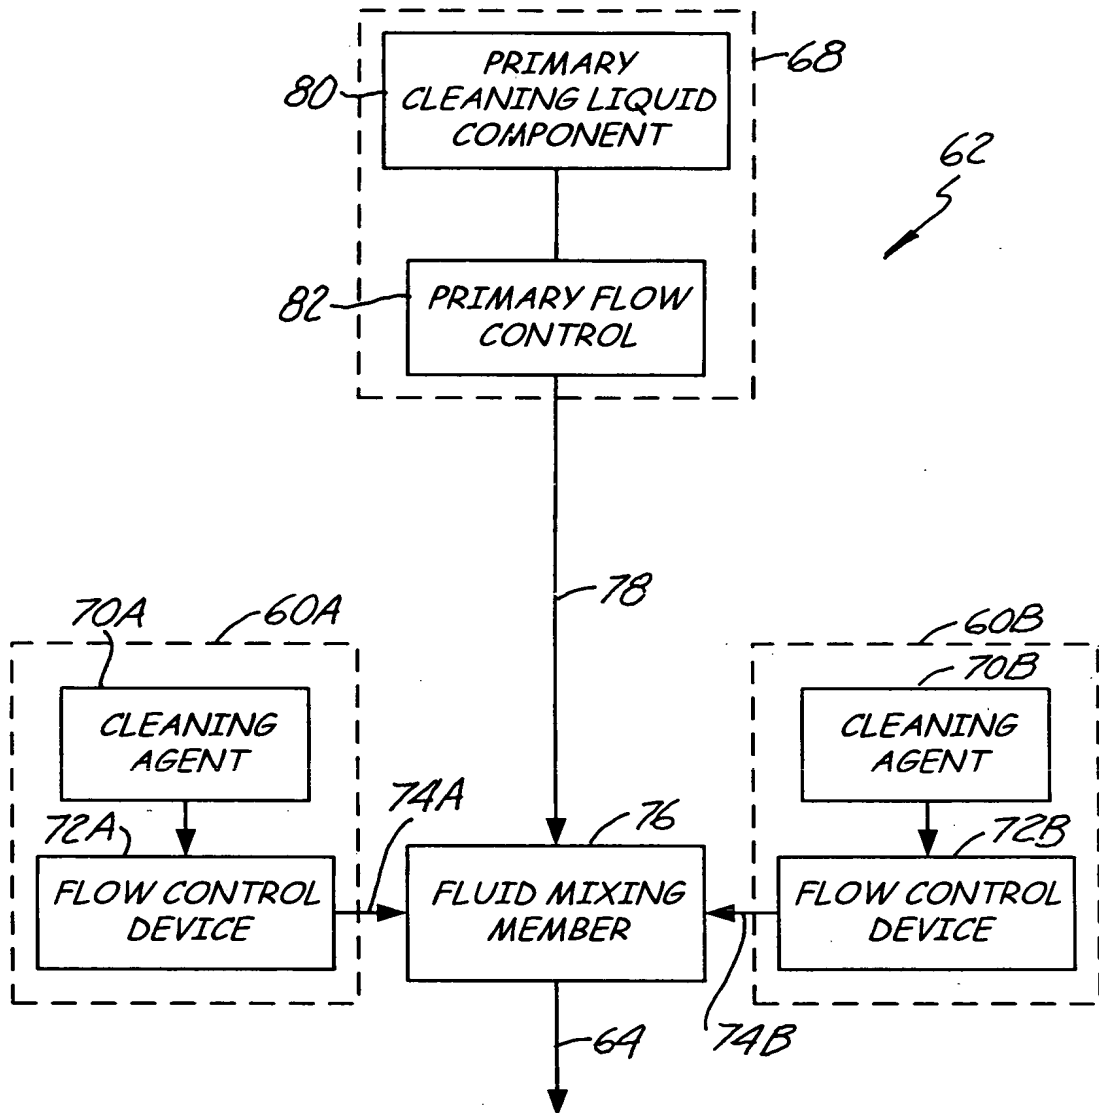 68
80
PRIMARY
CLEANING LIQUID
COMPONENT
62
82
PRIMARY FLOW
CONTROL
78
70A
60A
60B
70B
CLEANING
AGENT
CLEANING
AGENT
72A
74A
76
72B
FLOW CONTROL
DEVICE
FLUID MIXING
MEMBER
FLOW CONTROL
DEVICE
64
74B